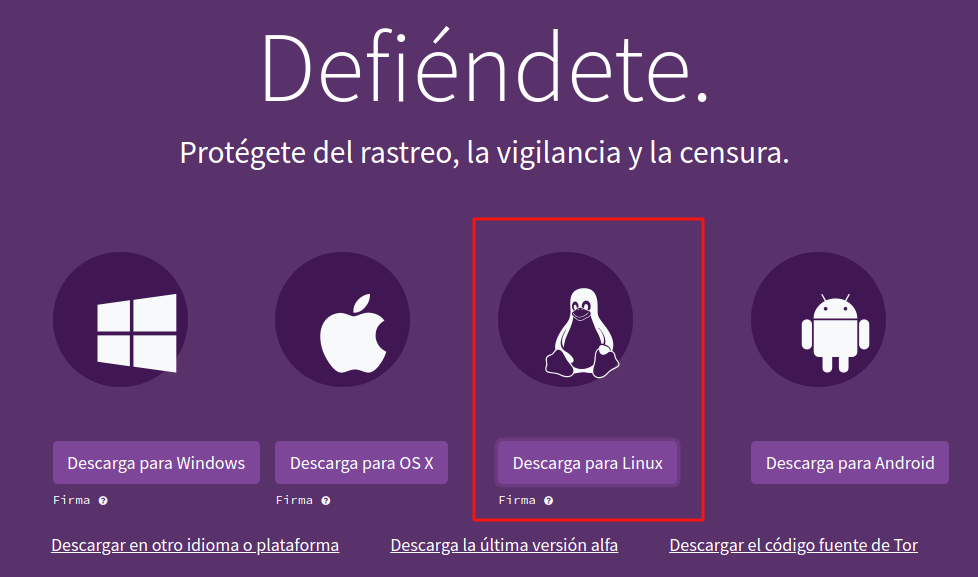 Defiéndete.
Protégete del rastreo, la vigilancia y la censura.
Descarga para Windows
Descarga para OS X
Descarga para Linux
Descarga para Android
Firma ?
Firma ?
Firma ?
Descargar en otro idioma o plataforma
Descarga la última versión alfa
Descargar el código fuente de Tor